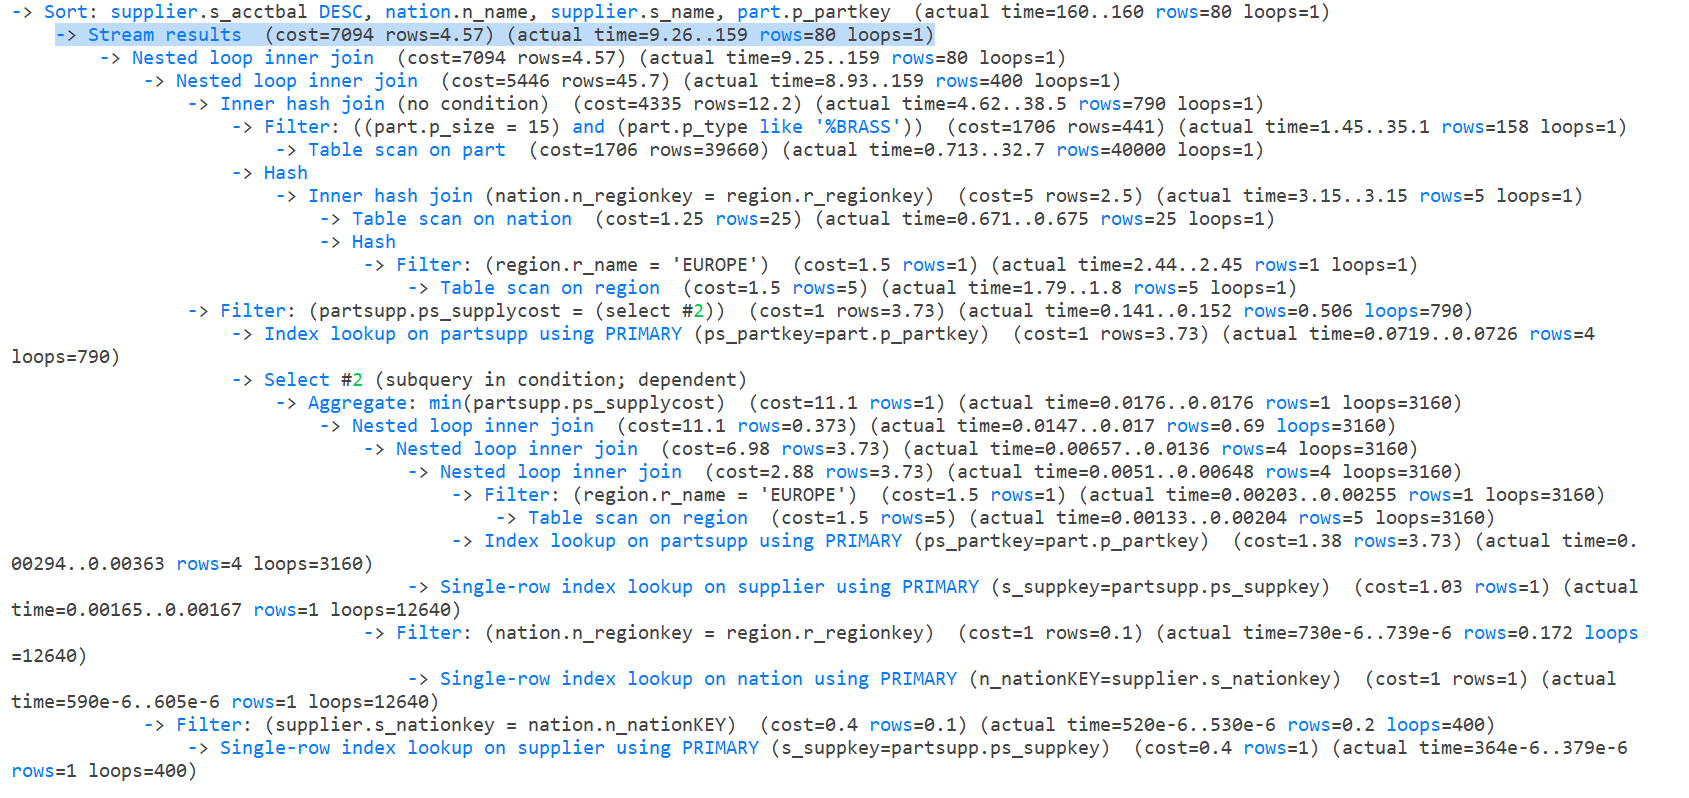 -> Sort: supplier.s_acctbal DESC, nation.n_name, supplier.s_name, part.p_partkey  (actual time=160..160 rows=80 loops=1)
-> Stream results  (cost=7094 rows=4.57) (actual time=9.26..159 rows=80 loops=1)
-> Nested loop inner join  (cost=7094 rows=4.57) (actual time=9.25..159 rows=80 loops=1)
-> Nested loop inner join  (cost=5446 rows=45.7) (actual time=8.93..159 rows=400 loops=1)
-> Inner hash join (no condition)  (cost=4335 rows=12.2) (actual time=4.62..38.5 rows=790 loops=1)
-> Filter: ((part.p_size = 15) and (part.p_type like '%BRASS'))  (cost=1706 rows=441) (actual time=1.45..35.1 rows=158 loops=1)
-> Table scan on part  (cost=1706 rows=39660) (actual time=0.713..32.7 rows=40000 loops=1)
-> Hash
-> Inner hash join (nation.n_regionkey = region.r_regionkey)  (cost=5 rows=2.5) (actual time=3.15..3.15 rows=5 loops=1)
-> Table scan on nation  (cost=1.25 rows=25) (actual time=0.671..0.675 rows=25 loops=1)
-> Hash
-> Filter: (region.r_name = 'EUROPE')  (cost=1.5 rows=1) (actual time=2.44..2.45 rows=1 loops=1)
-> Table scan on region  (cost=1.5 rows=5) (actual time=1.79..1.8 rows=5 loops=1)
-> Filter: (partsupp.ps_supplycost = (select #2))  (cost=1 rows=3.73) (actual time=0.141..0.152 rows=0.506 loops=790)
-> Index lookup on partsupp using PRIMARY (ps_partkey=part.p_partkey)  (cost=1 rows=3.73) (actual time=0.0719..0.0726 rows=4
loops=790)
-> Select #2 (subquery in condition; dependent)
-> Aggregate: min(partsupp.ps_supplycost)  (cost=11.1 rows=1) (actual time=0.0176..0.0176 rows=1 loops=3160)
-> Nested loop inner join  (cost=11.1 rows=0.373) (actual time=0.0147..0.017 rows=0.69 loops=3160)
-> Nested loop inner join  (cost=6.98 rows=3.73) (actual time=0.00657..0.0136 rows=4 loops=3160)
-> Nested loop inner join  (cost=2.88 rows=3.73) (actual time=0.0051..0.00648 rows=4 loops=3160)
-> Filter: (region.r_name = 'EUROPE')  (cost=1.5 rows=1) (actual time=0.00203..0.00255 rows=1 loops=3160)
-> Table scan on region  (cost=1.5 rows=5) (actual time=0.00133..0.00204 rows=5 loops=3160)
-> Index lookup on partsupp using PRIMARY (ps_partkey=part.p_partkey)  (cost=1.38 rows=3.73) (actual time=0.
00294..0.00363 rows=4 loops=3160)
-> Single-row index lookup on supplier using PRIMARY (s_suppkey=partsupp.ps_suppkey)  (cost=1.03 rows=1) (actual
time=0.00165..0.00167 rows=1 loops=12640)
-> Filter: (nation.n_regionkey = region.r_regionkey)  (cost=1 rows=0.1) (actual time=730e-6..739e-6 rows=0.172 loops
=12640)
-> Single-row index lookup on nation using PRIMARY (n_nationKEY=supplier.s_nationkey)  (cost=1 rows=1) (actual
time=590e-6..605e-6 rows=1 loops=12640)
-> Filter: (supplier.s_nationkey = nation.n_nationKEY)  (cost=0.4 rows=0.1) (actual time=520e-6..530e-6 rows=0.2 loops=400)
-> Single-row index lookup on supplier using PRIMARY (s_suppkey=partsupp.ps_suppkey)  (cost=0.4 rows=1) (actual time=364e-6..379e-6
rows=1 loops=400)